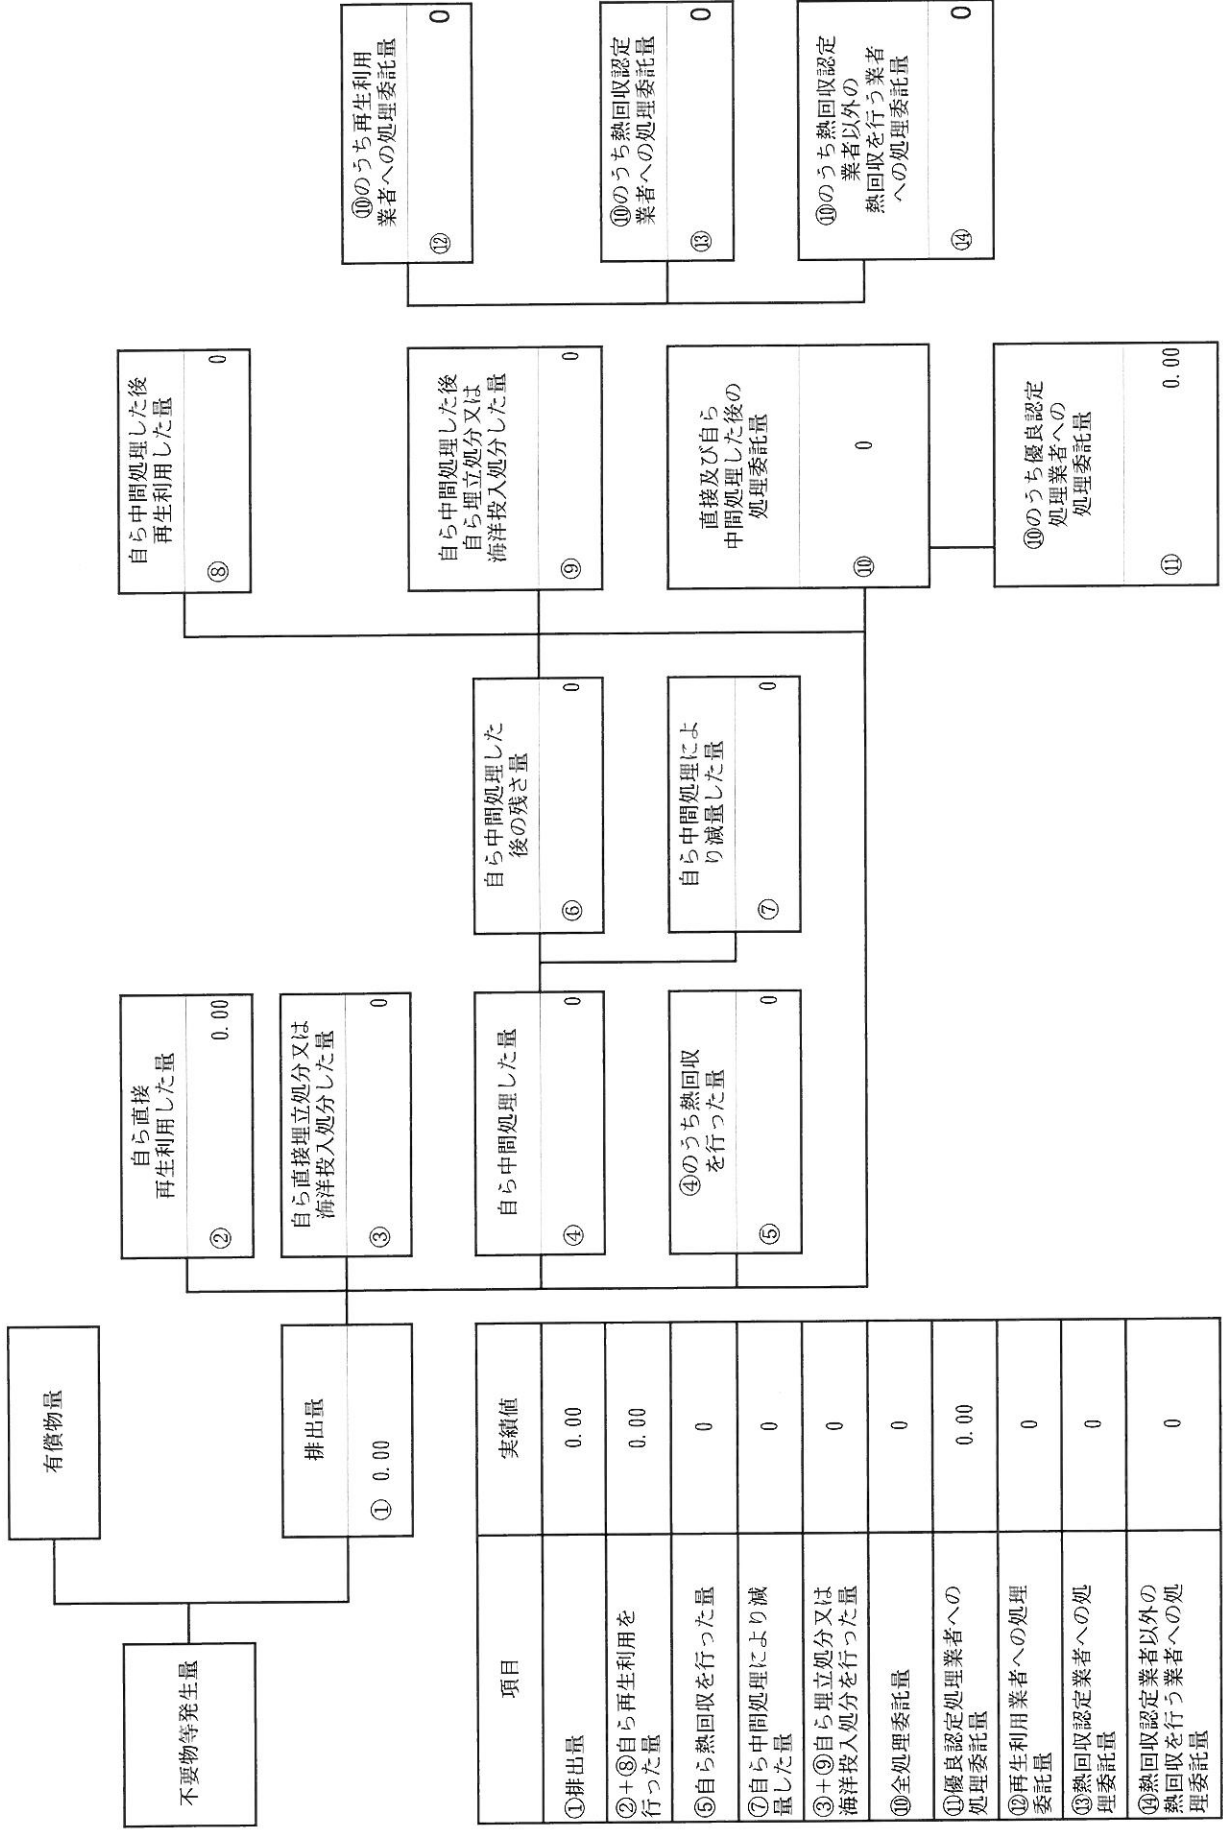 不要物等発生量
有償物量
排出量
① 0.00
自ら直接
再生利用した量
② 0.00
自ら直接埋立処分又は
海洋投入処分した量
③ 0
自ら中間処理した量
④ 0
④のうち熱回収
を行った量
⑤ 0
自ら中間処理した
後の残さ量
⑥ 0
自ら中間処理によ
り減量した量
⑦ 0
自ら中間処理した後
再生利用した量
⑧ 0
自ら中間処理した後
自ら埋立処分又は
海洋投入処分した量
⑨ 0
直接及び自ら
中間処理した後の
処理委託量
⑩ 0
⑩のうち優良認定
処理業者への
処理委託量
⑪ 0.00
⑩のうち再生利用
業者への処理委託量
⑫ 0
⑩のうち熱回収認定
業者への処理委託量
⑬ 0
⑩のうち熱回収認定
業者以外の
熱回収を行う業者
への処理委託量
⑭ 0
項目 実績値
①排出量 0.00
②+⑧自ら再生利用を
行った量 0.00
⑤自ら熱回収を行った量 0
⑦自ら中間処理により減
量した量 0
③+⑨自ら埋立処分又は
海洋投入処分を行った量 0
⑩全処理委託量 0
⑪優良認定処理業者への
処理委託量 0.00
⑫再生利用業者への処理
委託量 0
⑬熱回収認定業者への処
理委託量 0
⑭熱回収認定業者以外の
熱回収を行う業者への処
理委託量 0